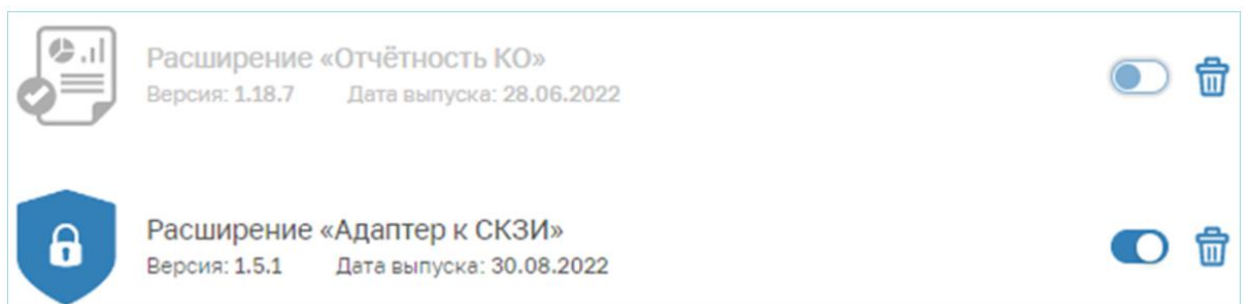 Расширение «Отчётность КО»
Версия: 1.18.7 Дата выпуска: 28.06.2022
Расширение «Адаптер к СКЗИ»
Версия: 1.5.1 Дата выпуска: 30.08.2022